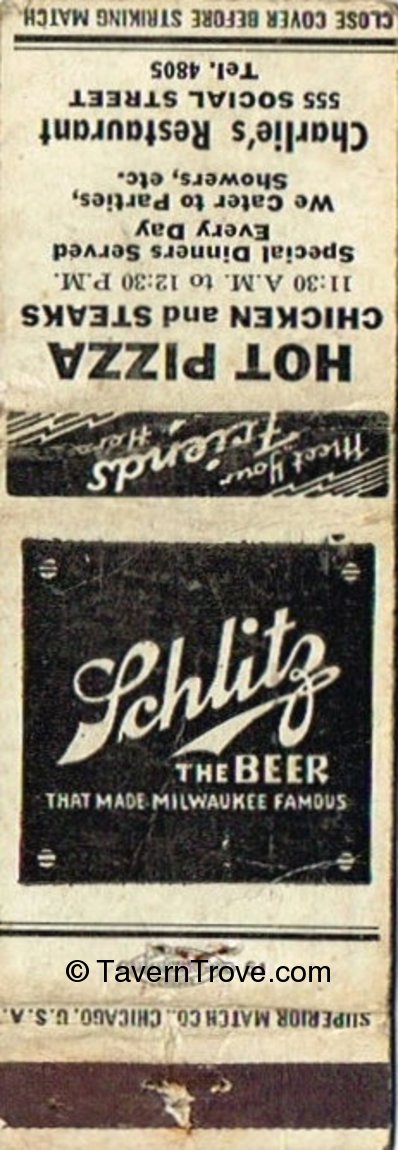 HOT PIZZA
CHICKEN and STEAKS
11:30 A.M. to 12:30 P.M.
Special Dinners Served
Every Day
We Cater to Parties,
Showers, etc.
Charlie's Restaurant
555 SOCIAL STREET
Tel. 4805
CLOSE COVER BEFORE STRIKING MATCH
Meet Your
Friends Here
Schlitz
THE BEER
THAT MADE MILWAUKEE FAMOUS
© TavernTrove.com
SUPERIOR MATCH CO., CHICAGO, U.S.A.